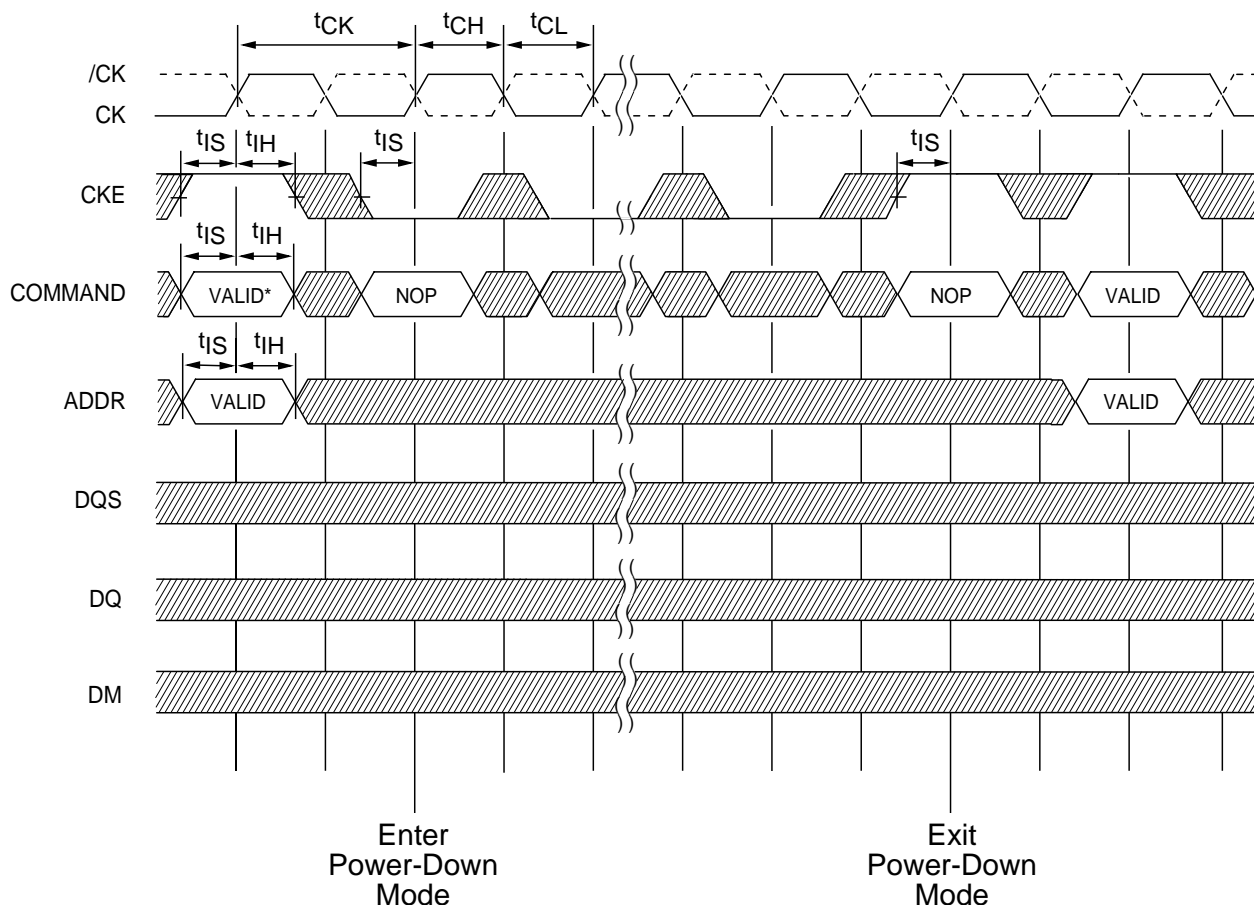 tCK tCH tCL
/CK
CK
tIS tIH tIS tIS
CKE
tIS tIH
COMMAND VALID* NOP NOP VALID
tIS tIH
ADDR VALID VALID
DQS
DQ
DM
Enter
Power-Down
Mode
Exit
Power-Down
Mode